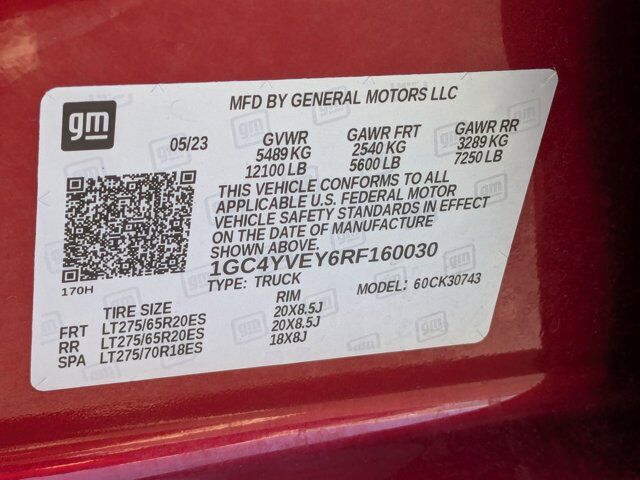 MFD BY GENERAL MOTORS LLC
gm
05/23 GVWR GAWR FRT GAWR RR
5489 KG 2540 KG 3289 KG
12100 LB 5600 LB 7250 LB
THIS VEHICLE CONFORMS TO ALL
APPLICABLE U.S. FEDERAL MOTOR
VEHICLE SAFETY STANDARDS IN EFFECT
ON THE DATE OF MANUFACTURE
SHOWN ABOVE.
1GC4YVEY6RF160030
170H TYPE: TRUCK MODEL: 60CK30743
TIRE SIZE RIM
FRT LT275/65R20ES 20X8.5J
RR LT275/65R20ES 20X8.5J
SPA LT275/70R18ES 18X8J